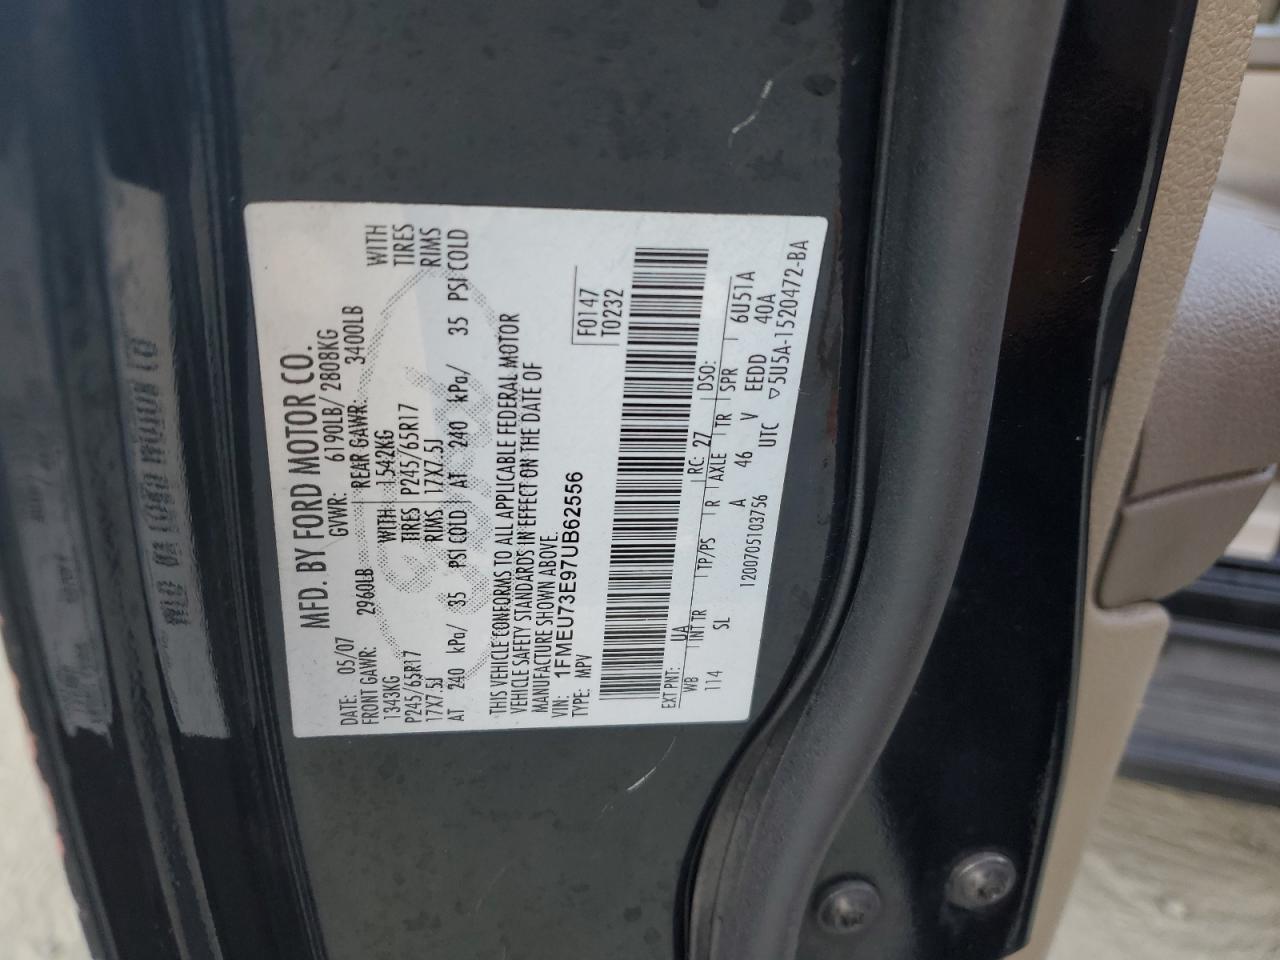 MFD. BY FORD MOTOR CO.
DATE: 05/07 GVWR: 6190LB/ 2808KG
FRONT GAWR: 2960LB REAR GAWR: 3400LB
1343KG WITH 1542KG WITH
P245/65R17 TIRES P245/65R17 TIRES
17X7.5J RIMS 17X7.5J RIMS
AT 240 kPa/ 35 PSI COLD AT 240 kPa/ 35 PSI COLD
THIS VEHICLE CONFORMS TO ALL APPLICABLE FEDERAL MOTOR
VEHICLE SAFETY STANDARDS IN EFFECT ON THE DATE OF
MANUFACTURE SHOWN ABOVE.
VIN: 1FMEU73E97UB62556
TYPE: MPV
F0147
T0232
EXT PNT: UA RC: 27 DSO:
WB INT TR TP/PS R AXLE TR SPR 6U51A
114 SL A 46 V EEDD 40A
UTC
1200705103756 ▽5U5A-1520472-BA